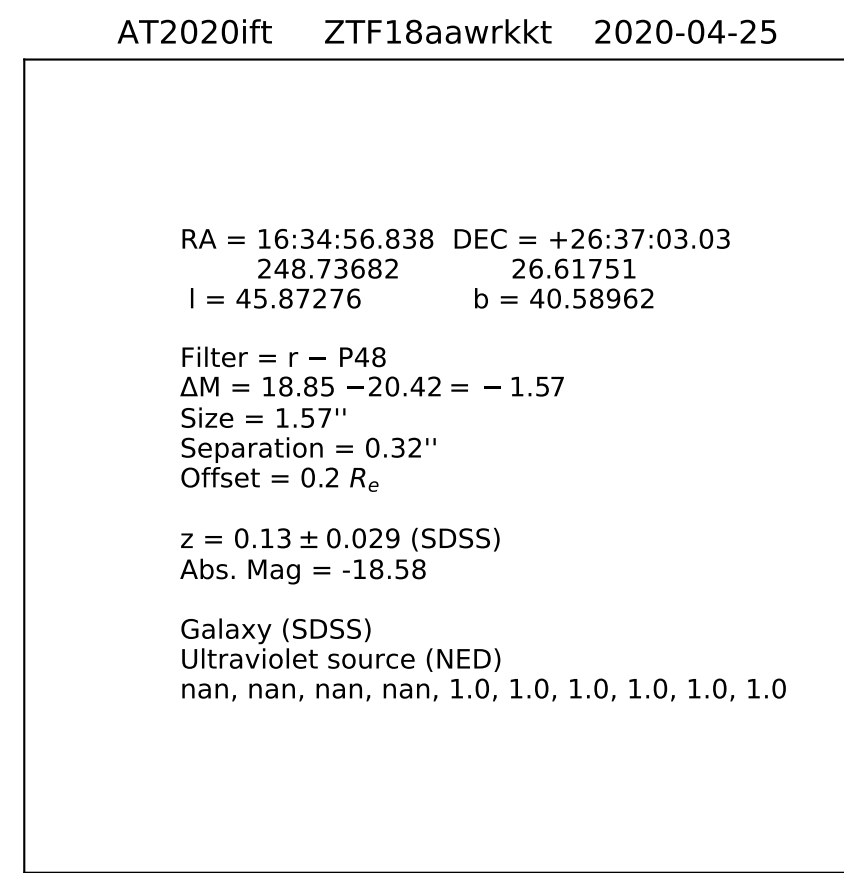 AT2020ift ZTF18aawrkkt 2020-04-25
RA = 16:34:56.838 DEC = +26:37:03.03
248.73682 26.61751
l = 45.87276 b = 40.58962
Filter = r − P48
ΔM = 18.85 −20.42 = − 1.57
Size = 1.57''
Separation = 0.32''
Offset = 0.2 Re
z = 0.13 ± 0.029 (SDSS)
Abs. Mag = -18.58
Galaxy (SDSS)
Ultraviolet source (NED)
nan, nan, nan, nan, 1.0, 1.0, 1.0, 1.0, 1.0, 1.0